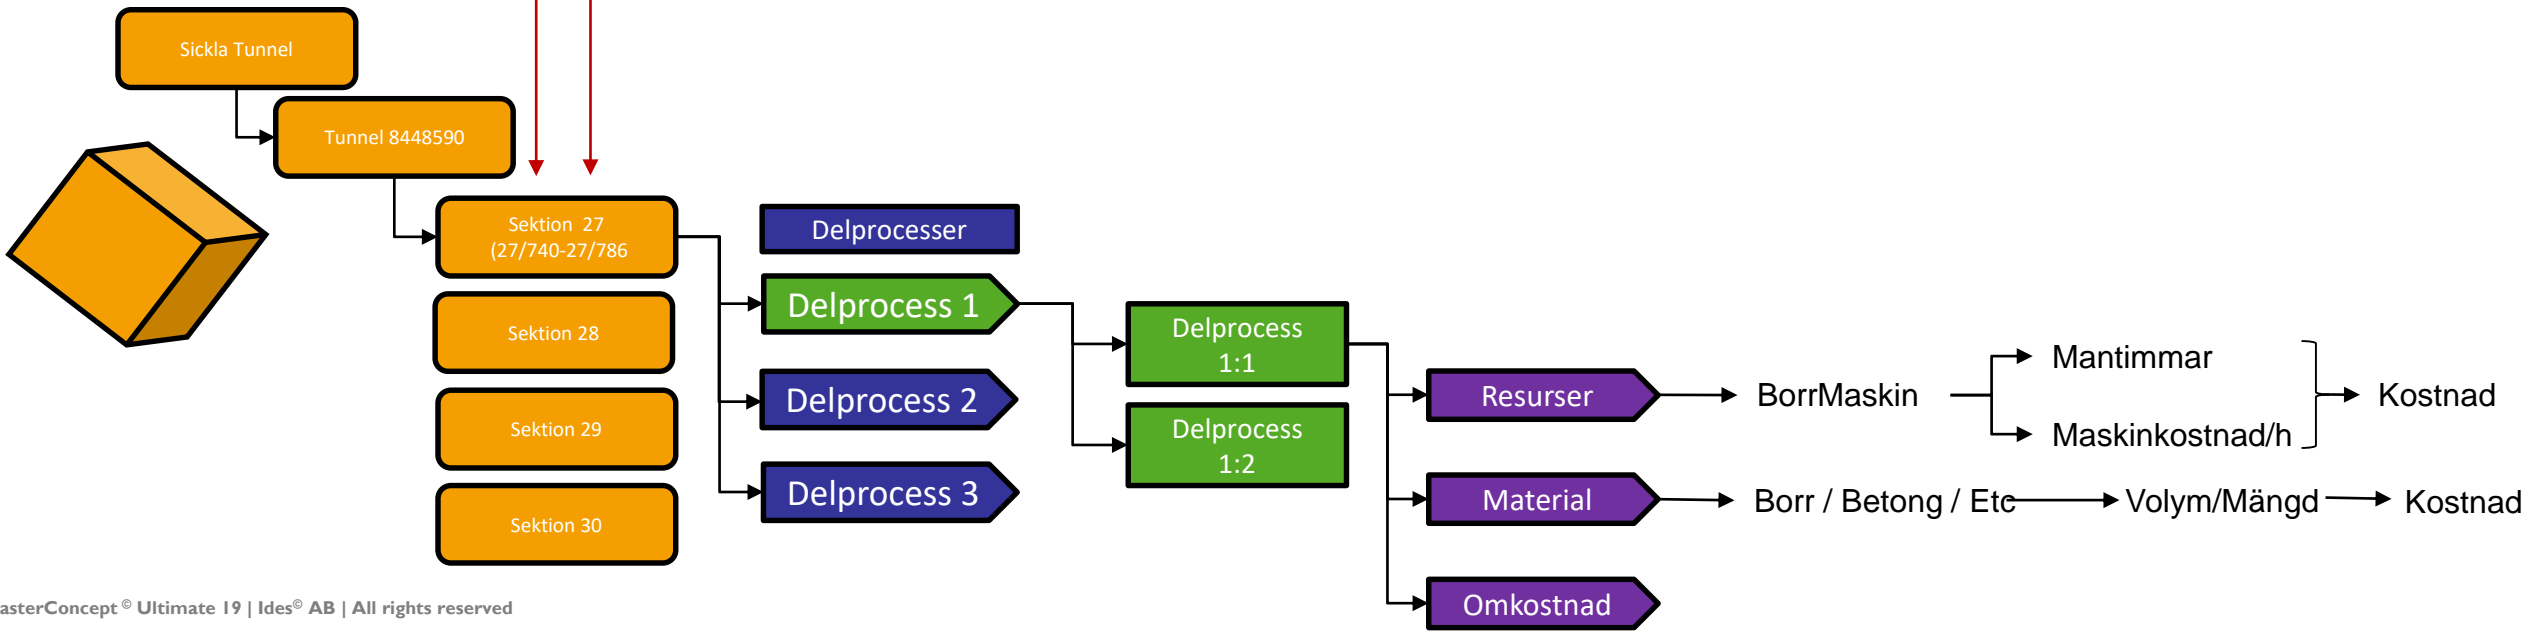 Sickla Tunnel
Tunnel 8448590
Sektion 27
(27/740-27/786
Sektion 28
Sektion 29
Sektion 30
Delprocesser
Delprocess 1
Delprocess 2
Delprocess 3
Delprocess
1:1
Delprocess
1:2
Resurser
Material
Omkostnad
BorrMaskin
Mantimmar
Maskinkostnad/h
Kostnad
Borr / Betong / Etc
Volym/Mängd
Kostnad
asterConcept © Ultimate 19 | Ides© AB | All rights reserved